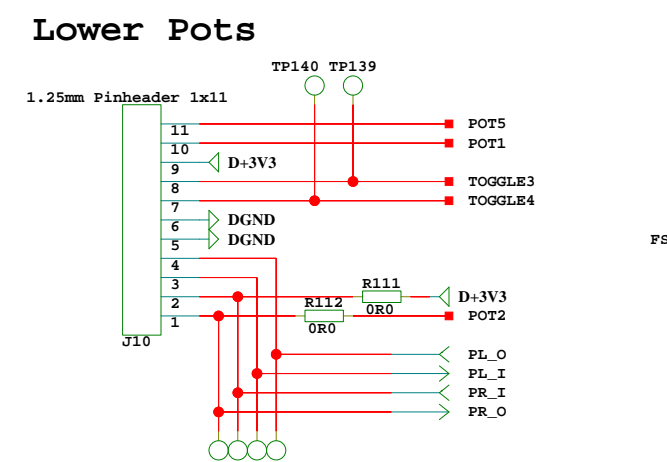 Lower Pots
TP140 TP139
1.25mm Pinheader 1x11
11
POT5
10
POT1
9
D+3V3
8
TOGGLE3
7
TOGGLE4
6
DGND
5
DGND
FS
4
3
2
R111
0R0
D+3V3
1
R112
0R0
POT2
J10
PL_O
PL_I
PR_I
PR_O